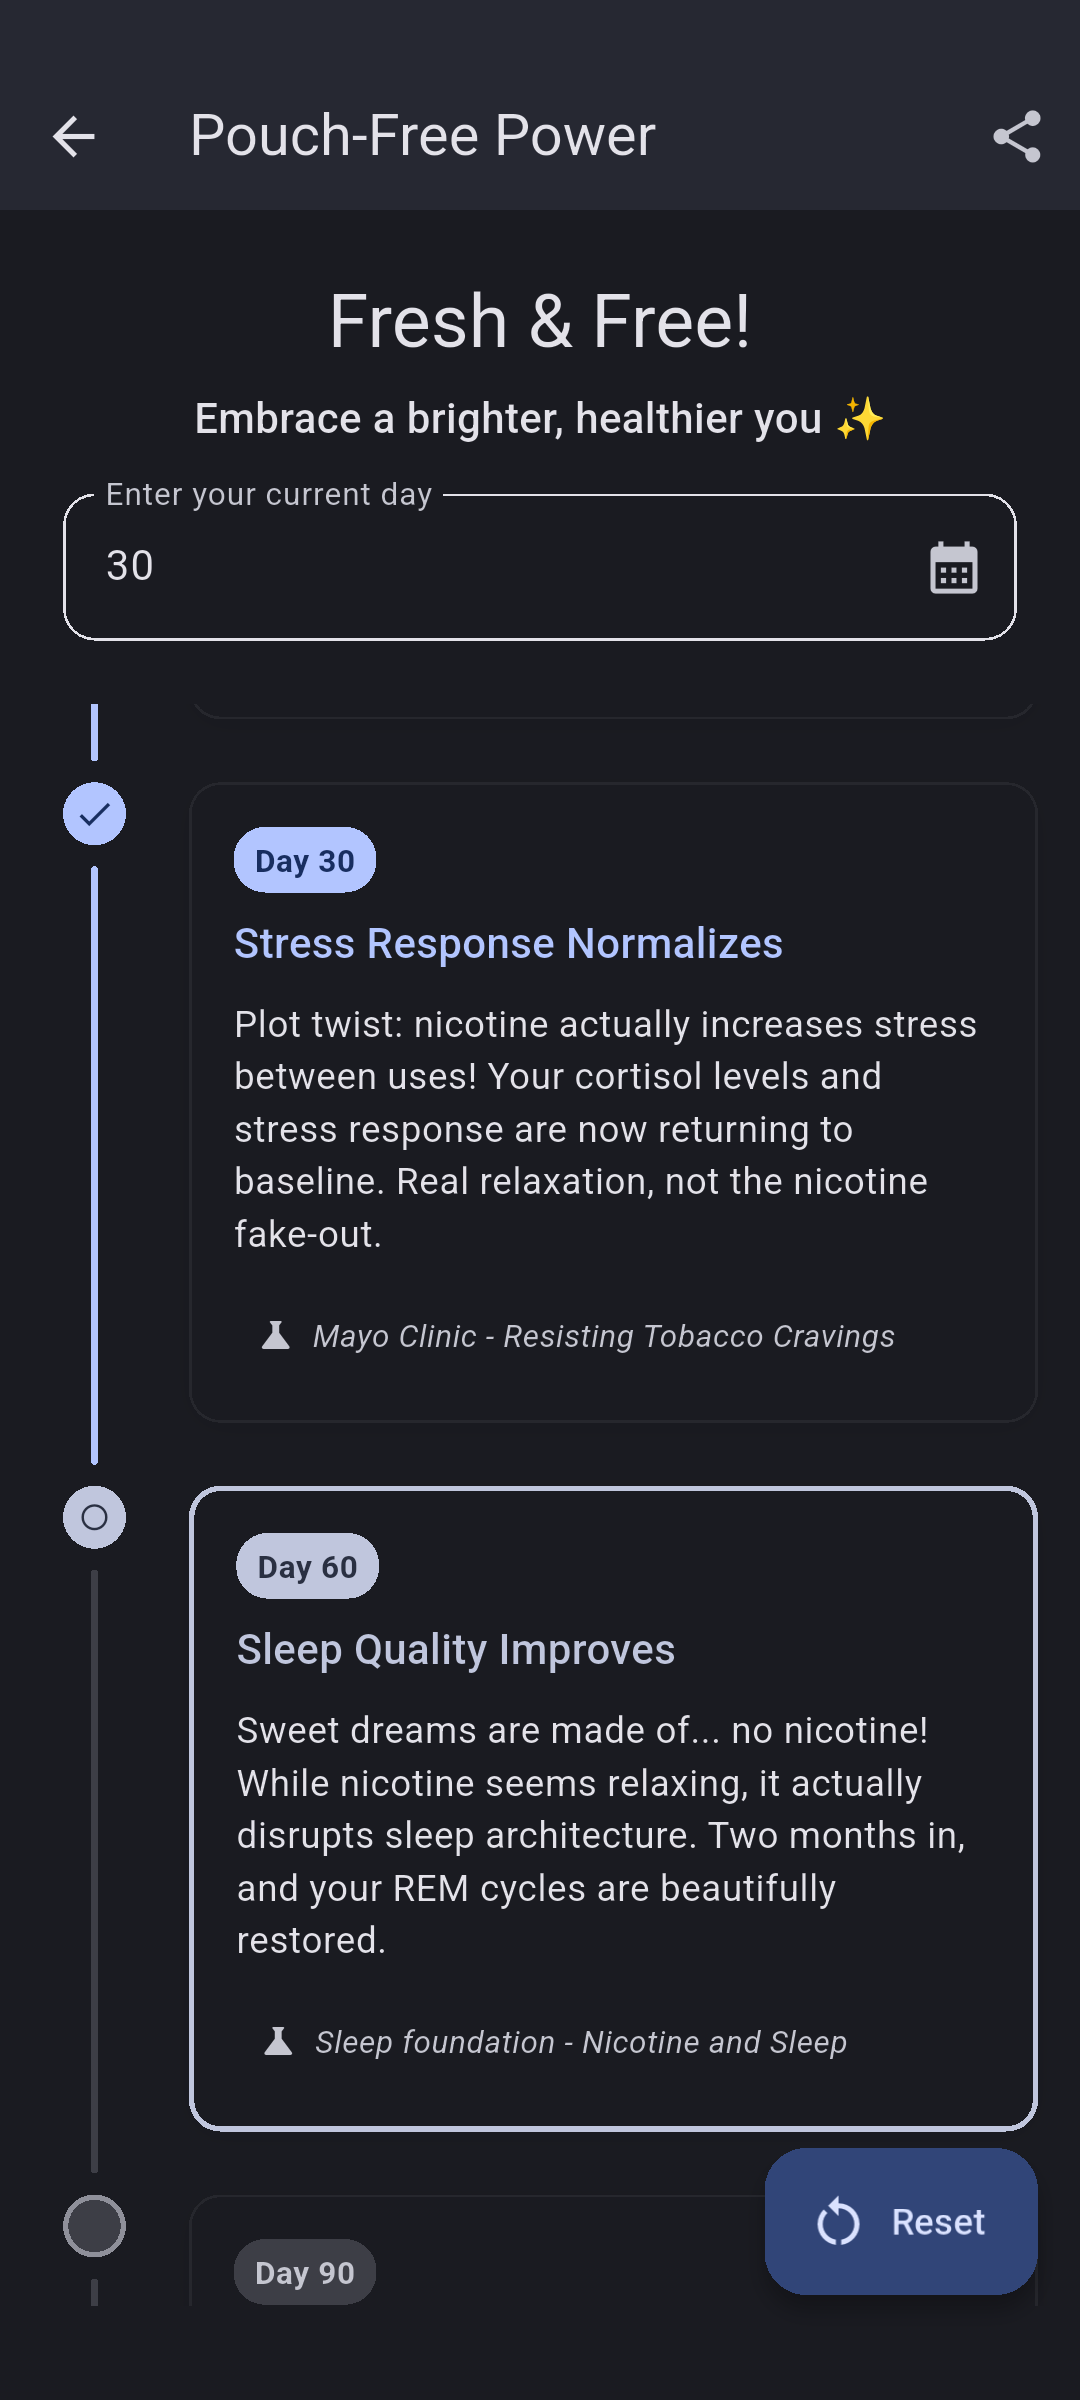 Pouch-Free Power
Fresh & Free!
Embrace a brighter, healthier you ✨
Enter your current day
30
Day 30
Stress Response Normalizes
Plot twist: nicotine actually increases stress
between uses! Your cortisol levels and
stress response are now returning to
baseline. Real relaxation, not the nicotine
fake-out.
Mayo Clinic - Resisting Tobacco Cravings
Day 60
Sleep Quality Improves
Sweet dreams are made of... no nicotine!
While nicotine seems relaxing, it actually
disrupts sleep architecture. Two months in,
and your REM cycles are beautifully
restored.
Sleep foundation - Nicotine and Sleep
Reset
Day 90